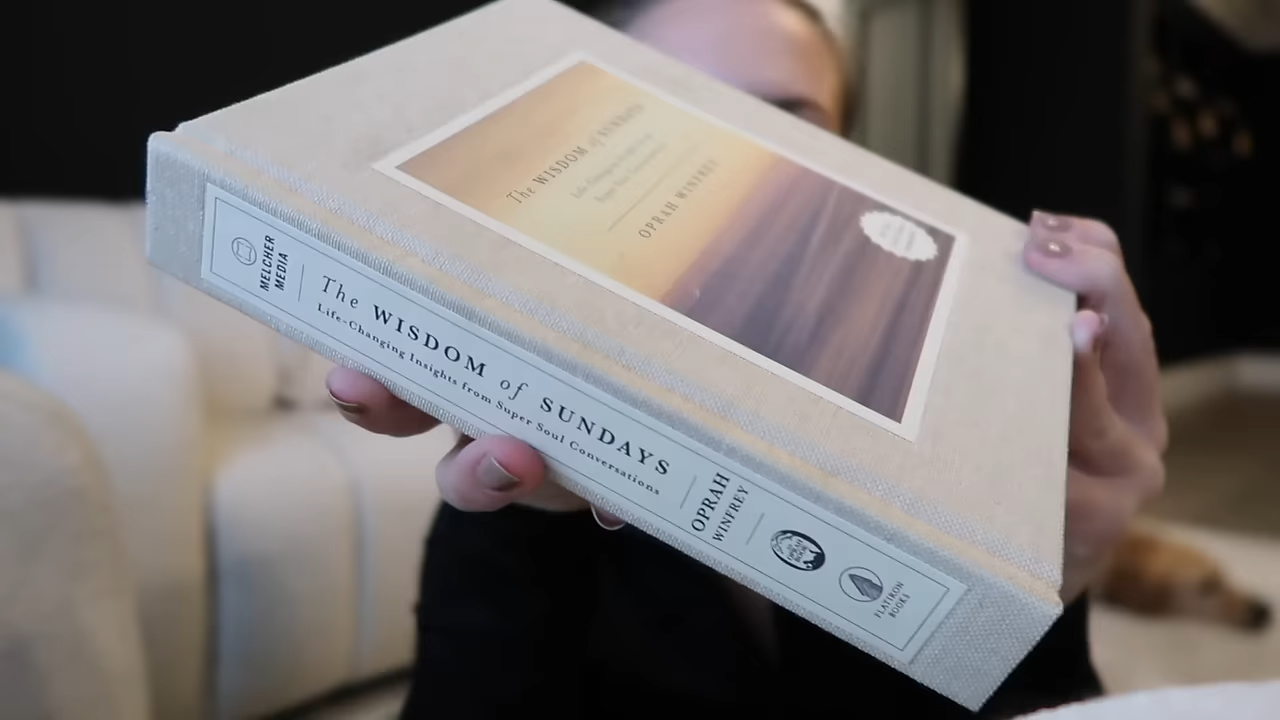 The WISDOM of SUNDAYS
OPRAH WINFREY
MELCHER
MEDIA
The WISDOM of SUNDAYS
Life-Changing Insights from Super Soul Conversations
OPRAH
WINFREY
FLATIRON
BOOKS